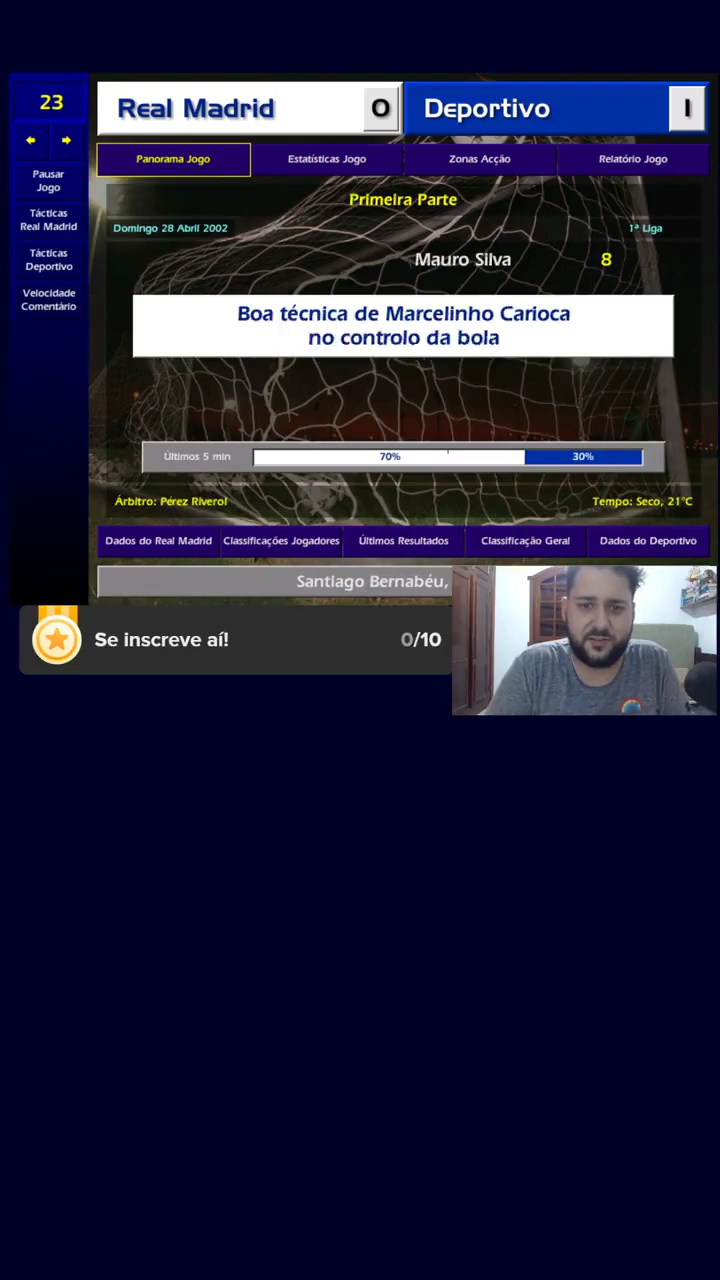 23
Real Madrid 0
Deportivo 1
Pausar
Jogo
Tácticas
Real Madrid
Tácticas
Deportivo
Velocidade
Comentário
Panorama Jogo
Estatísticas Jogo
Zonas Acção
Relatório Jogo
Primeira Parte
Domingo 28 Abril 2002
1ª Liga
Mauro Silva 8
Boa técnica de Marcelinho Carioca
no controlo da bola
Últimos 5 min 70% 30%
Árbitro: Pérez Riverol
Tempo: Seco, 21°C
Dados do Real Madrid
Classificações Jogadores
Últimos Resultados
Classificação Geral
Dados do Deportivo
Santiago Bernabéu,
Se inscreve aí! 0/10